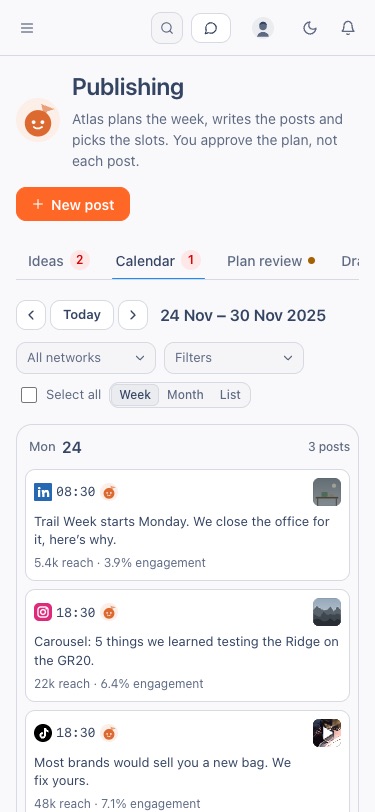 Publishing
Atlas plans the week, writes the posts and
picks the slots. You approve the plan, not
each post.
+ New post
Ideas 2 Calendar 1 Plan review Dra
Today 24 Nov – 30 Nov 2025
All networks Filters
Select all Week Month List
Mon 24 3 posts
in 08:30
Trail Week starts Monday. We close the office for
it, here's why.
5.4k reach · 3.9% engagement
18:30
Carousel: 5 things we learned testing the Ridge on
the GR20.
22k reach · 6.4% engagement
18:30
Most brands would sell you a new bag. We
fix yours.
48k reach · 7.1% engagement